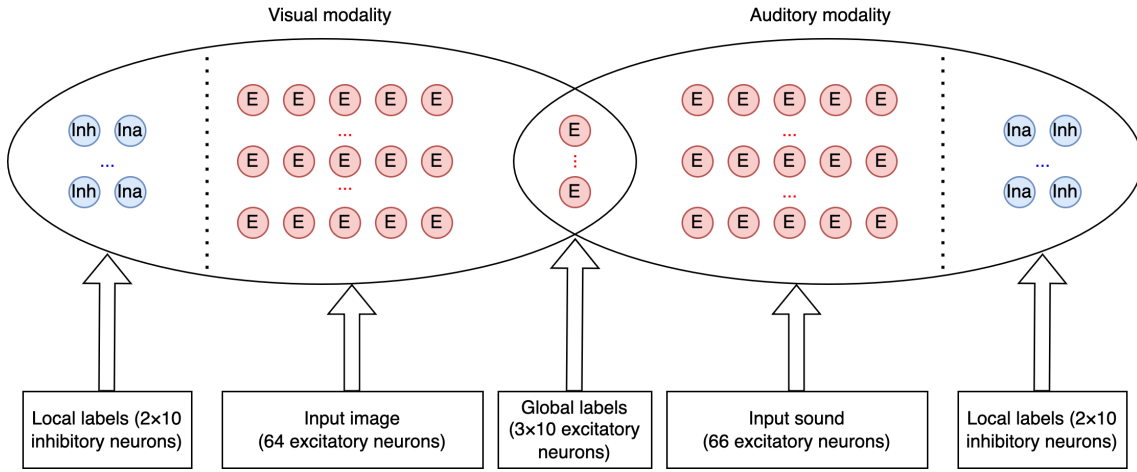 Visual modality
Auditory modality
E E E E E
E E E E E
Inh Ina
E
Ina Inh
...
...
...
...
...
E E E E E
E
E E E E E
...
...
Inh Ina
E
Ina Inh
E E E E E
E E E E E
Local labels (2×10
inhibitory neurons)
Input image
(64 excitatory neurons)
Global labels
(3×10 excitatory
neurons)
Input sound
(66 excitatory neurons)
Local labels (2×10
inhibitory neurons)